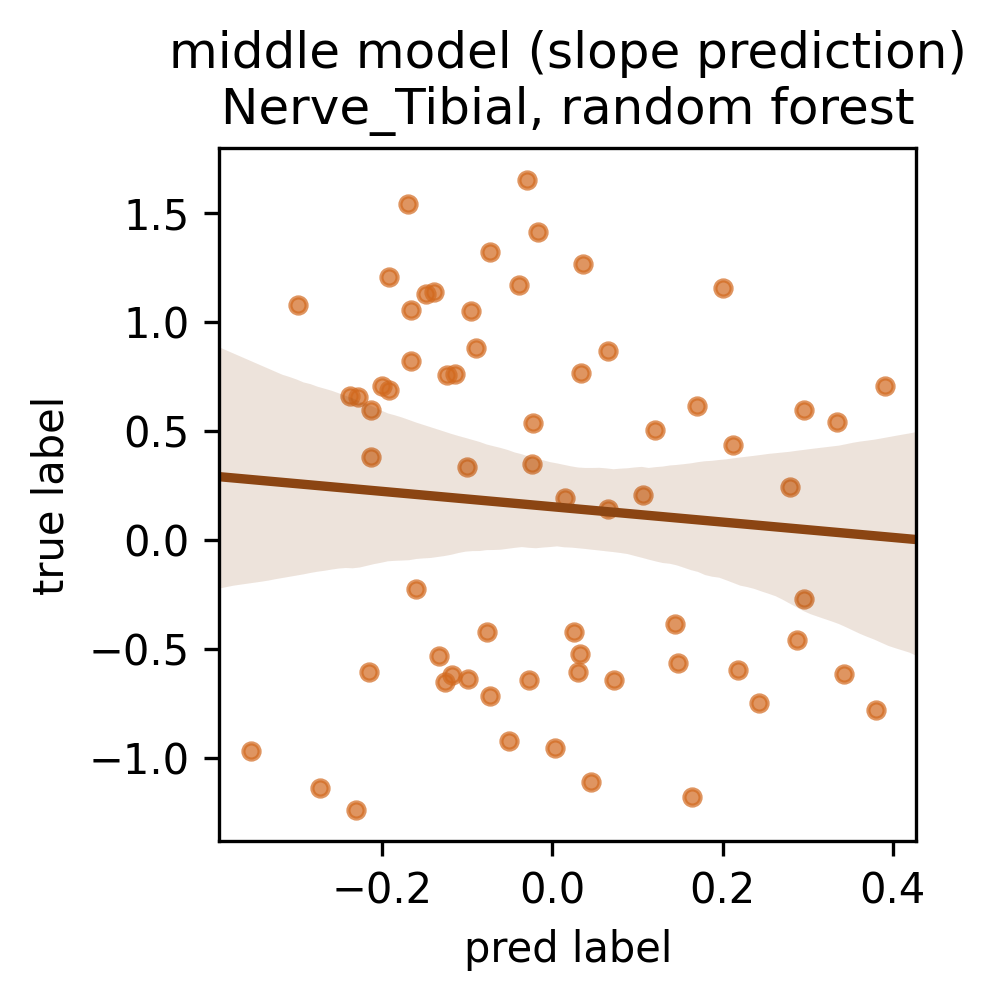 middle model (slope prediction)
Nerve_Tibial, random forest
1.5
1.0
0.5
0.0
−0.5
−1.0
true label
−0.2
0.0
0.2
0.4
pred label